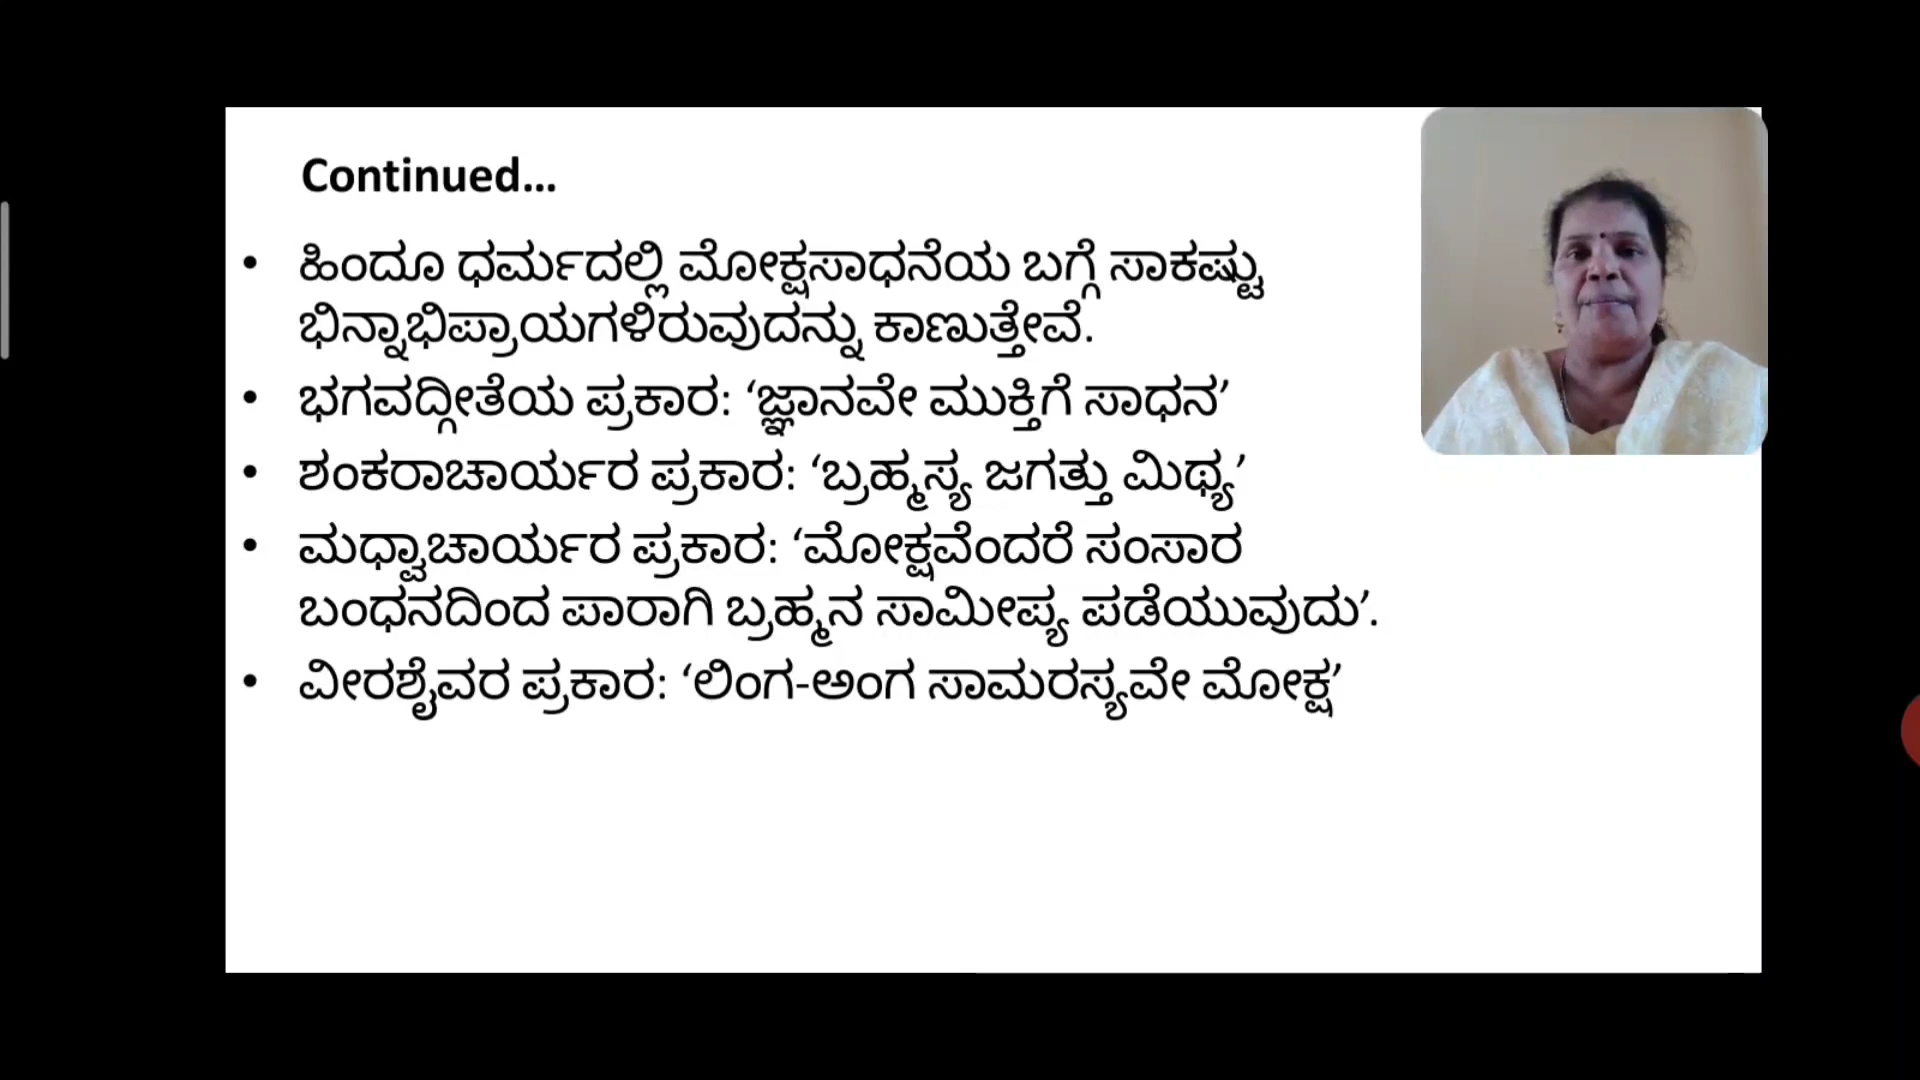 Continued...
• ಹಿಂದೂ ಧರ್ಮದಲ್ಲಿ ಮೋಕ್ಷಸಾಧನೆಯ ಬಗ್ಗೆ ಸಾಕಷ್ಟು
ಭಿನ್ನಾಭಿಪ್ರಾಯಗಳಿರುವುದನ್ನು ಕಾಣುತ್ತೇವೆ.
• ಭಗವದ್ಗೀತೆಯ ಪ್ರಕಾರ: ‘ಜ್ಞಾನವೇ ಮುಕ್ತಿಗೆ ಸಾಧನ’
• ಶಂಕರಾಚಾರ್ಯರ ಪ್ರಕಾರ: ‘ಬ್ರಹ್ಮಸ್ಯ ಜಗತ್ತು ಮಿಥ್ಯ’
• ಮಧ್ವಾಚಾರ್ಯರ ಪ್ರಕಾರ: ‘ಮೋಕ್ಷವೆಂದರೆ ಸಂಸಾರ
ಬಂಧನದಿಂದ ಪಾರಾಗಿ ಬ್ರಹ್ಮನ ಸಾಮೀಪ್ಯ ಪಡೆಯುವುದು’.
• ವೀರಶೈವರ ಪ್ರಕಾರ: ‘ಲಿಂಗ-ಅಂಗ ಸಾಮರಸ್ಯವೇ ಮೋಕ್ಷ’